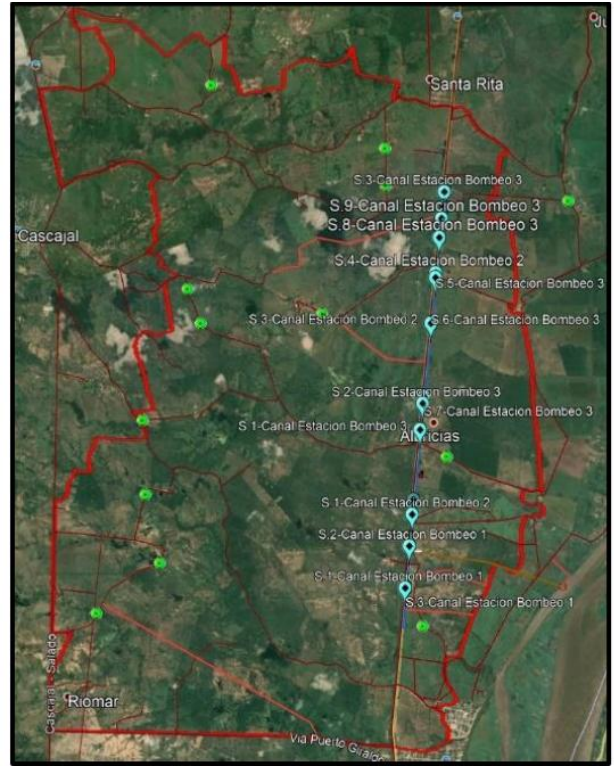 Ju
Santa Rita
S.3-Canal Estacion Bombeo 3
S.9-Canal Estacion Bombeo 3
S.8-Canal Estacion Bombeo 3
Cascajal
S.4-Canal Estacion Bombeo 2
S.5-Canal Estacion Bombeo 3
S.3-Canal Estacion Bombeo 2
S.6-Canal Estacion Bombeo 3
S.2-Canal Estacion Bombeo 3
S.7-Canal Estacion Bombeo 3
S.1-Canal Estacion Bombeo 3
S.1-Canal Estacion Bombeo 2
S.2-Canal Estacion Bombeo 1
S.1-Canal Estacion Bombeo 1
S.3-Canal Estacion Bombeo 1
Cascajal - Salado
Riomar
Via Puerto Giraldo